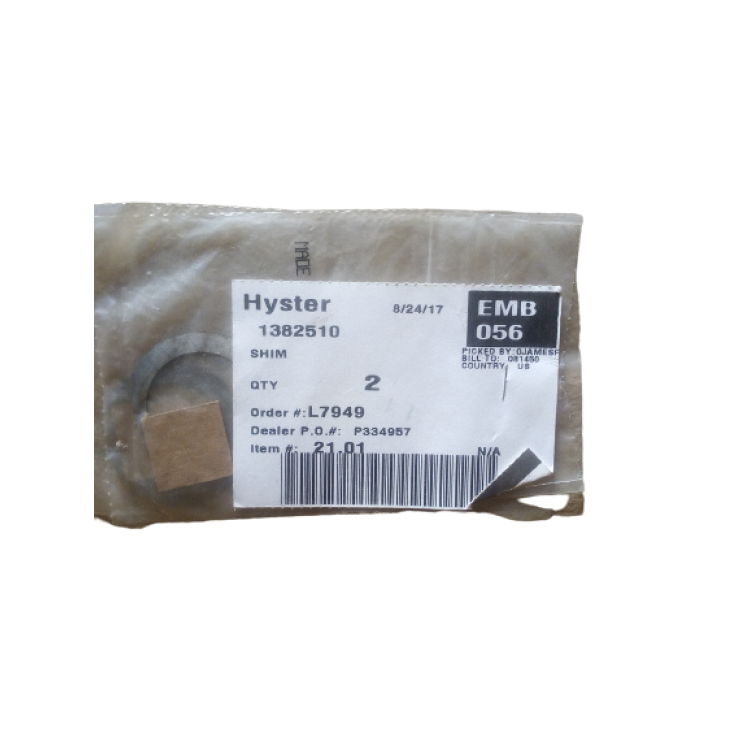 MADE
Hyster
8/24/17
EMB
056
1382510
SHIM
PICKED BY:
BILL TO: 081450
COUNTRY US
QTY 2
Order #:L7949
Dealer P.O.#: P334957
Item #: 21.01
N/A